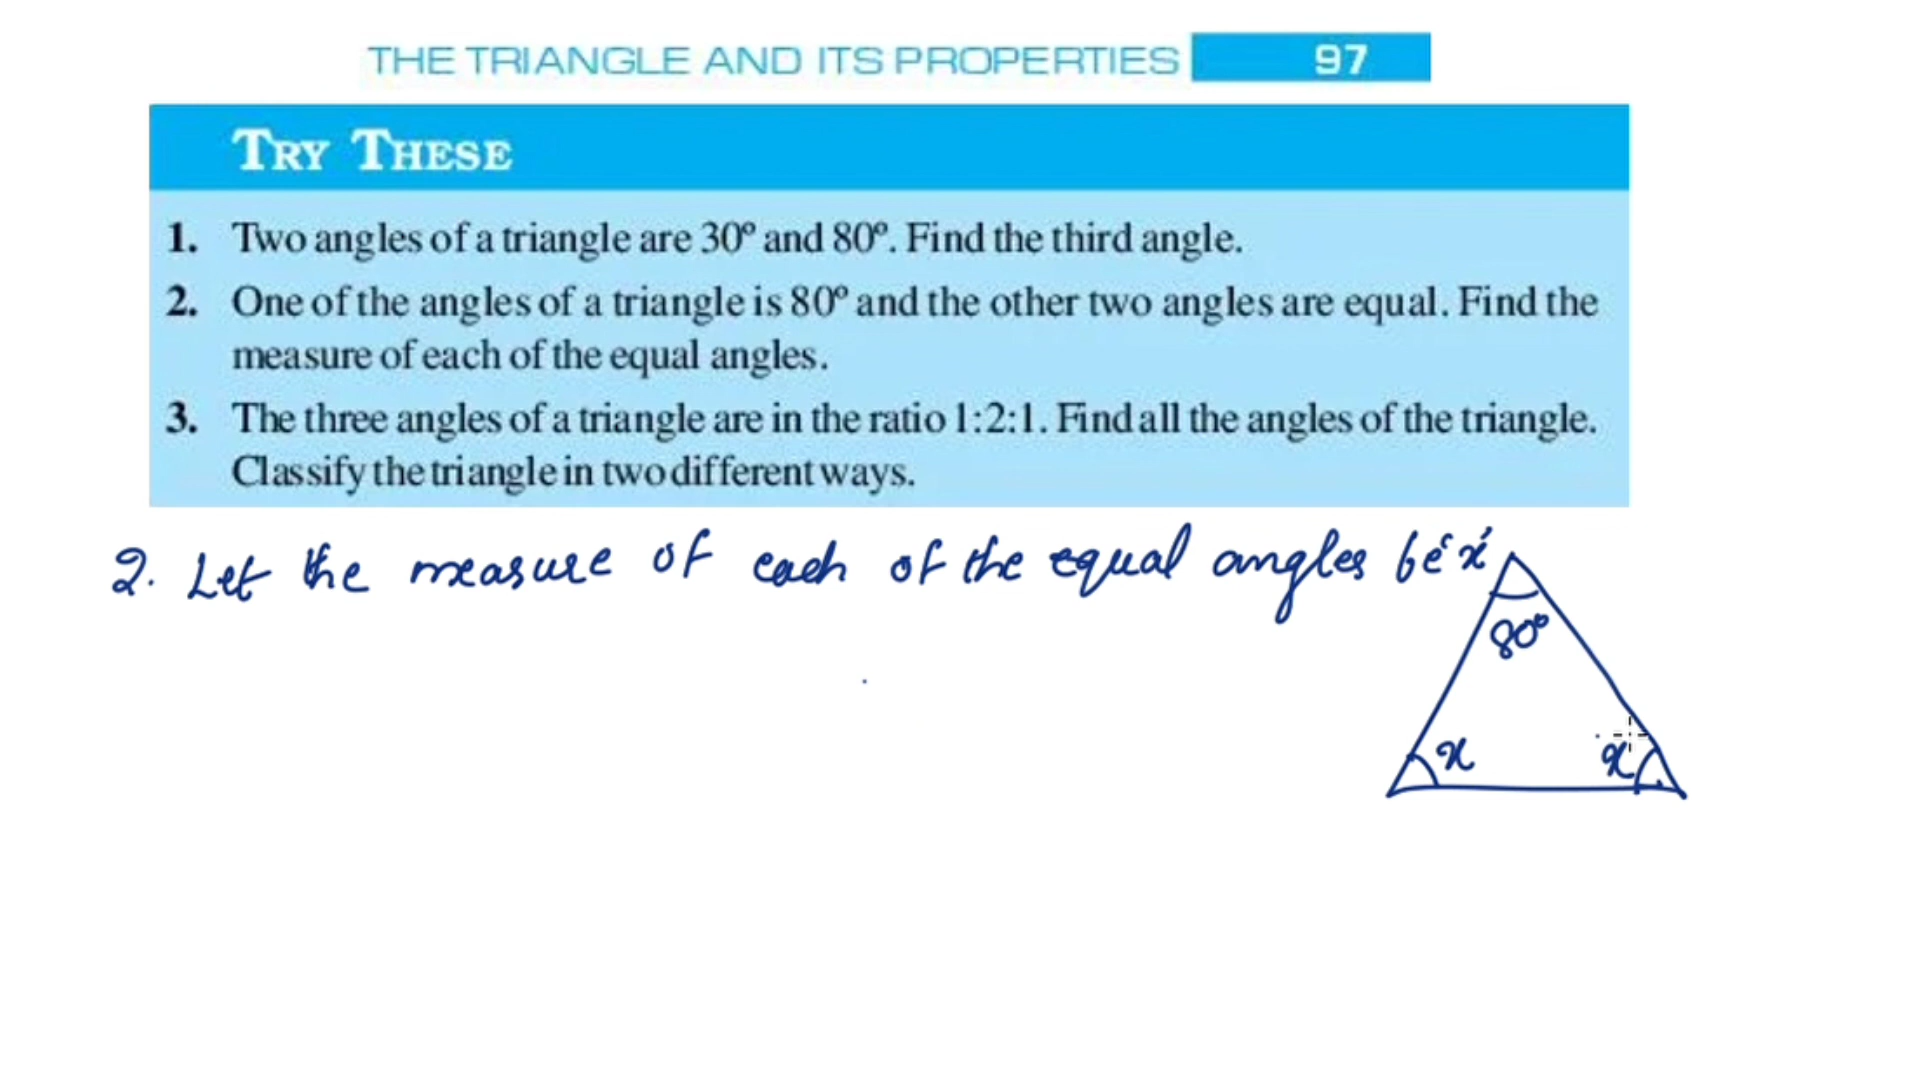 THE TRIANGLE AND ITS PROPERTIES 97
TRY THESE
1. Two angles of a triangle are 30º and 80º. Find the third angle.
2. One of the angles of a triangle is 80º and the other two angles are equal. Find the
measure of each of the equal angles.
3. The three angles of a triangle are in the ratio 1:2:1. Find all the angles of the triangle.
Classify the triangle in two different ways.
2. Let the measure of each of the equal angles be 'x'
80°
x x